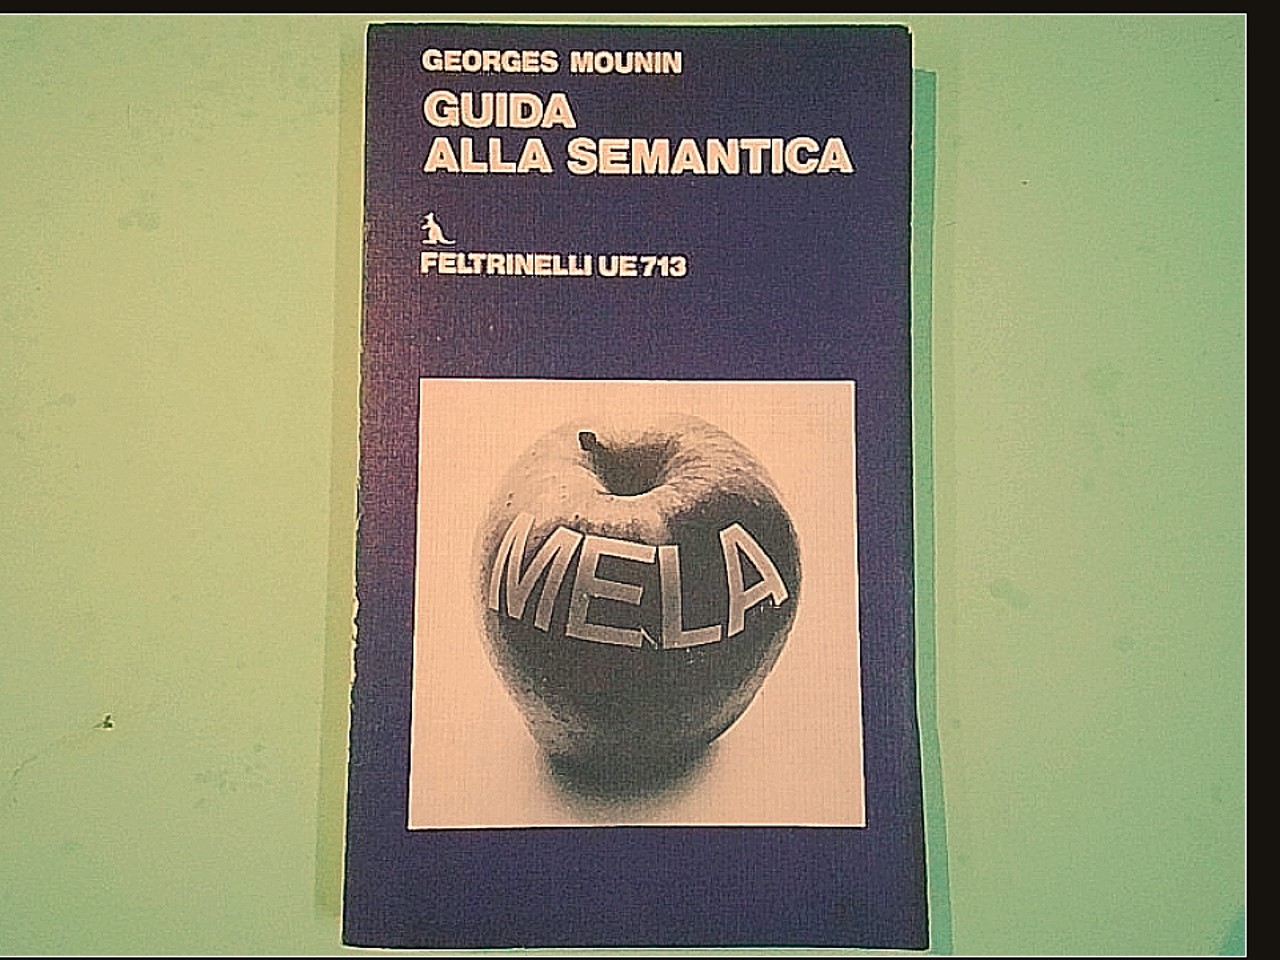 GEORGES MOUNIN
GUIDA
ALLA SEMANTICA
FELTRINELLI UE 713
MELA